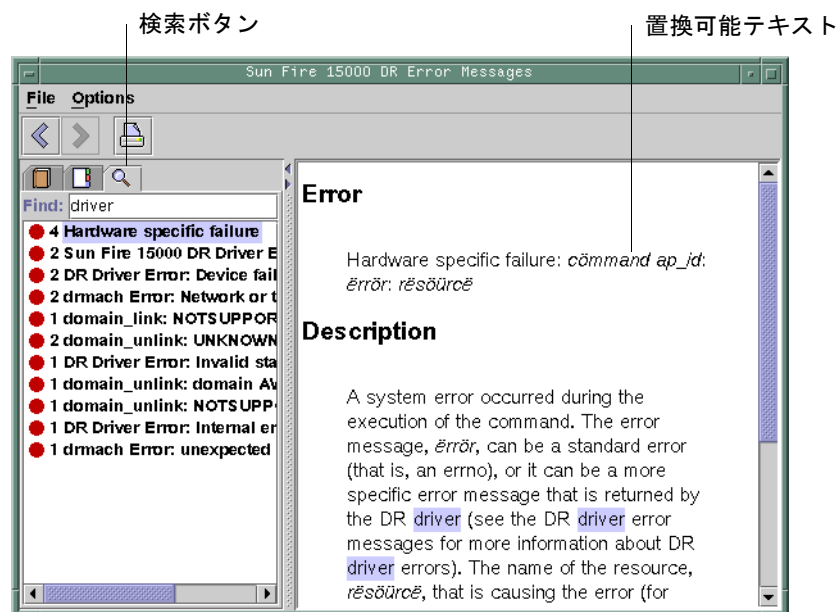 検索ボタン
置換可能テキスト
Sun Fire 15000 DR Error Messages
File Options
Find: driver
4 Hardware specific failure
2 Sun Fire 15000 DR Driver E
2 DR Driver Error: Device fail
2 drmach Error: Network or t
1 domain_link: NOTSUPPOR
2 domain_unlink: UNKNOWN
1 DR Driver Error: Invalid sta
1 domain_unlink: domain AV
1 domain_unlink: NOTSUPP
1 DR Driver Error: Internal er
1 drmach Error: unexpected
Error
Hardware specific failure: cömmand ap_id:
ërrör: rësöürcë
Description
A system error occurred during the
execution of the command. The error
message, ërrör, can be a standard error
(that is, an errno), or it can be a more
specific error message that is returned by
the DR driver (see the DR driver error
messages for more information about DR
driver errors). The name of the resource,
rësöürcë, that is causing the error (for